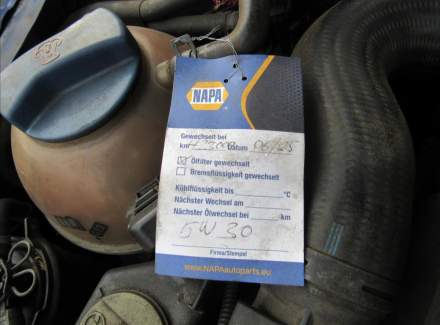 NAPA
Gewechselt bei
km Datum 06/25
Ölfilter gewechselt
Bremsflüssigkeit gewechselt
Kühlflüssigkeit bis °C
Nächster Wechsel am
Nächster Ölwechsel bei km
5W30
Firma/Stempel
www.NAPAautoparts.eu